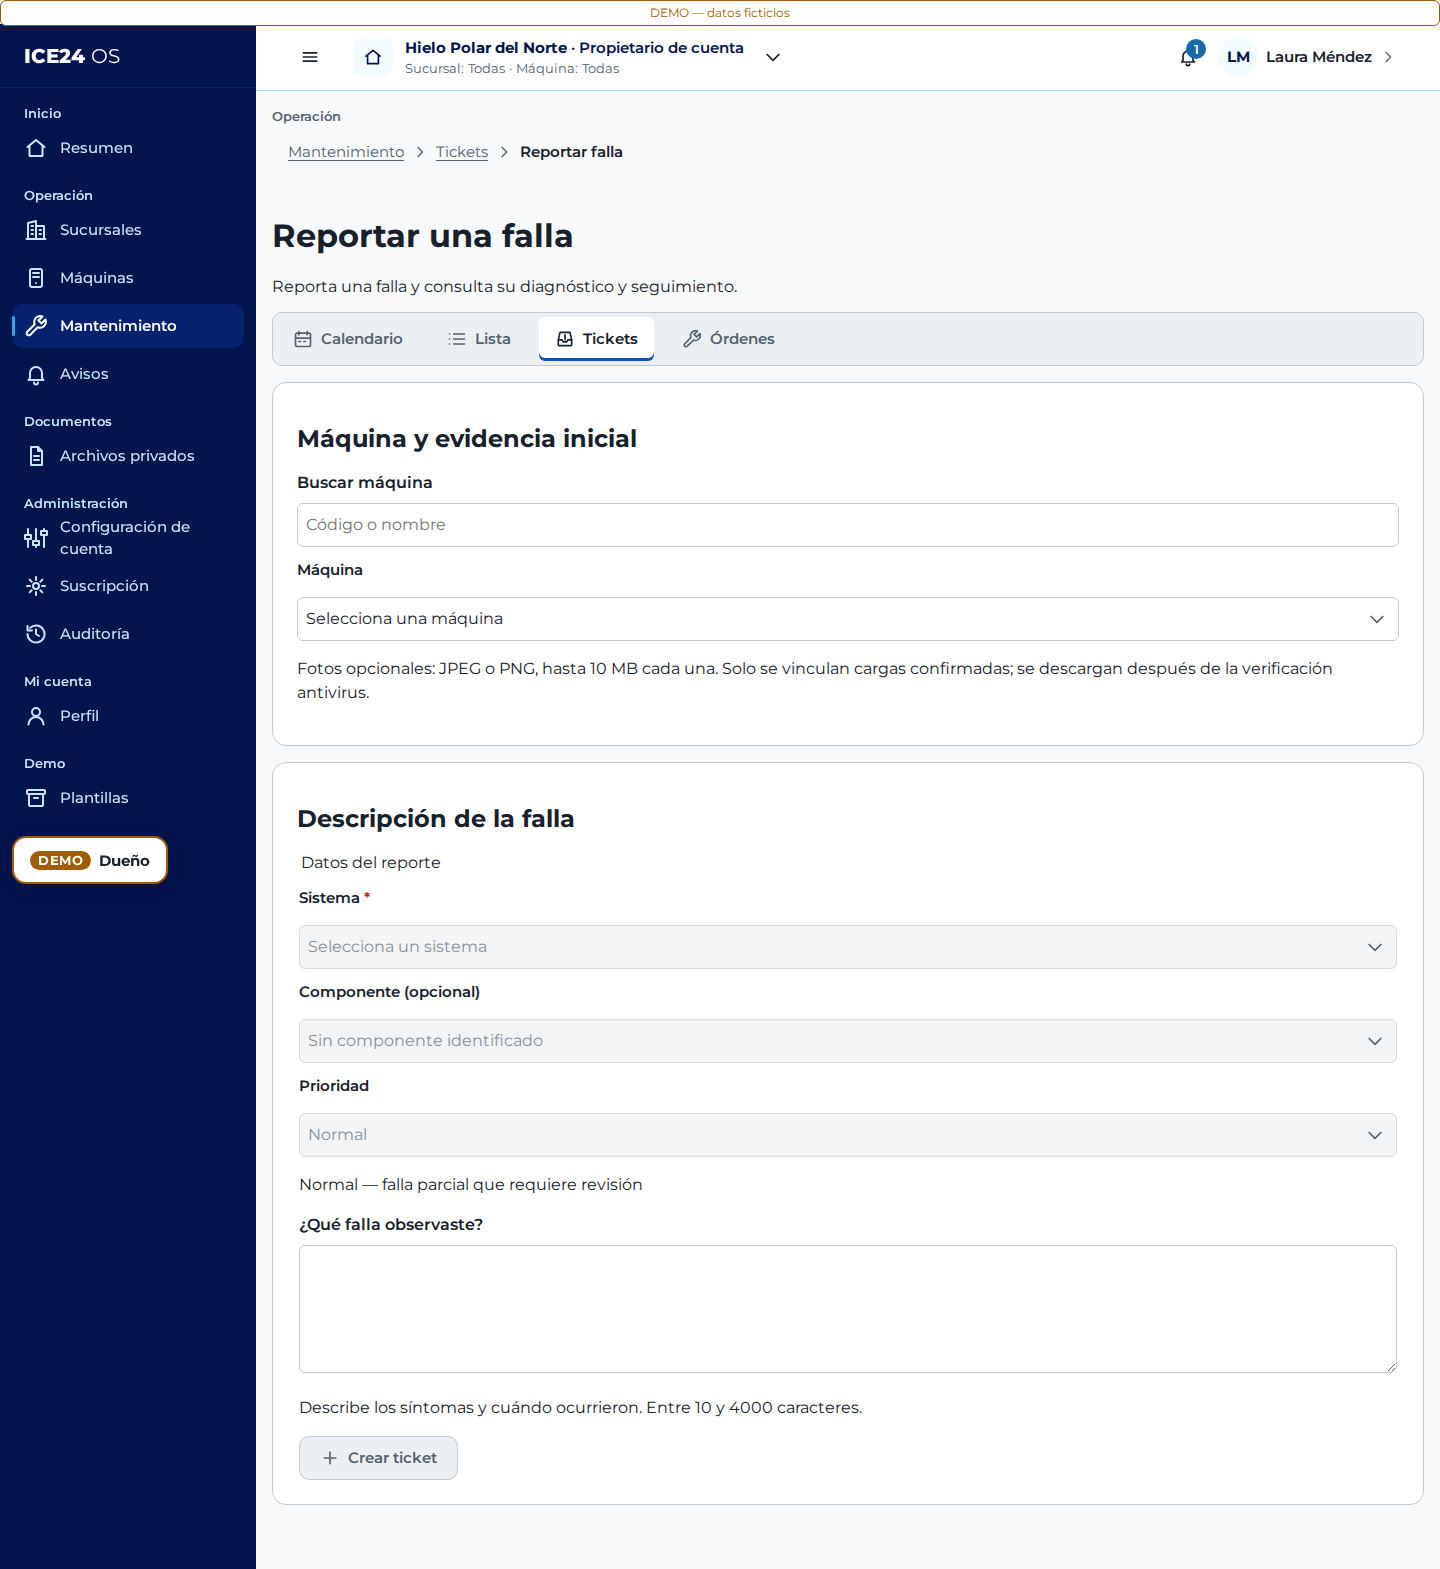 DEMO — datos ficticios
ICE24 OS
Inicio
Resumen
Operación
Sucursales
Máquinas
Mantenimiento
Avisos
Documentos
Archivos privados
Administración
Configuración de
cuenta
Suscripción
Auditoría
Mi cuenta
Perfil
Demo
Plantillas
DEMO Dueño
Hielo Polar del Norte · Propietario de cuenta
Sucursal: Todas · Máquina: Todas
1
LM Laura Méndez
Operación
Mantenimiento > Tickets > Reportar falla
Reportar una falla
Reporta una falla y consulta su diagnóstico y seguimiento.
Calendario Lista Tickets Órdenes
Máquina y evidencia inicial
Buscar máquina
Código o nombre
Máquina
Selecciona una máquina
Fotos opcionales: JPEG o PNG, hasta 10 MB cada una. Solo se vinculan cargas confirmadas; se descargan después de la verificación
antivirus.
Descripción de la falla
Datos del reporte
Sistema *
Selecciona un sistema
Componente (opcional)
Sin componente identificado
Prioridad
Normal
Normal — falla parcial que requiere revisión
¿Qué falla observaste?
Describe los síntomas y cuándo ocurrieron. Entre 10 y 4000 caracteres.
Crear ticket